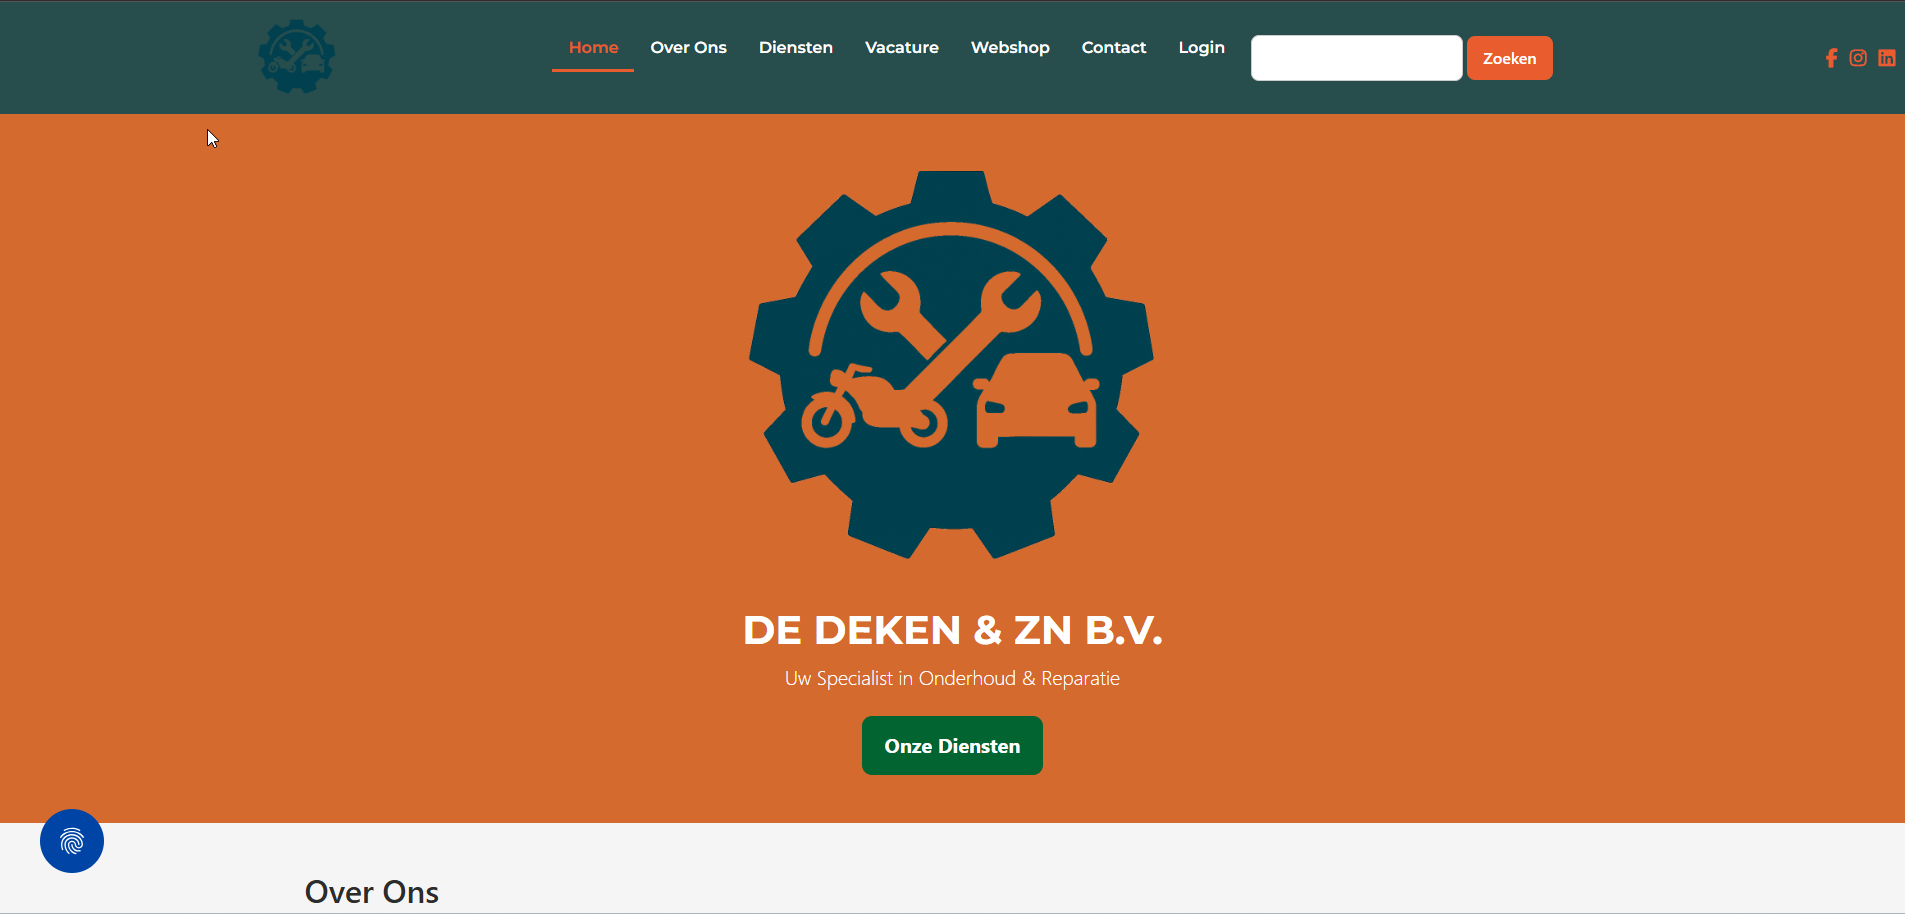 Home Over Ons Diensten Vacature Webshop Contact Login Zoeken
DE DEKEN & ZN B.V.
Uw Specialist in Onderhoud & Reparatie
Onze Diensten
Over Ons